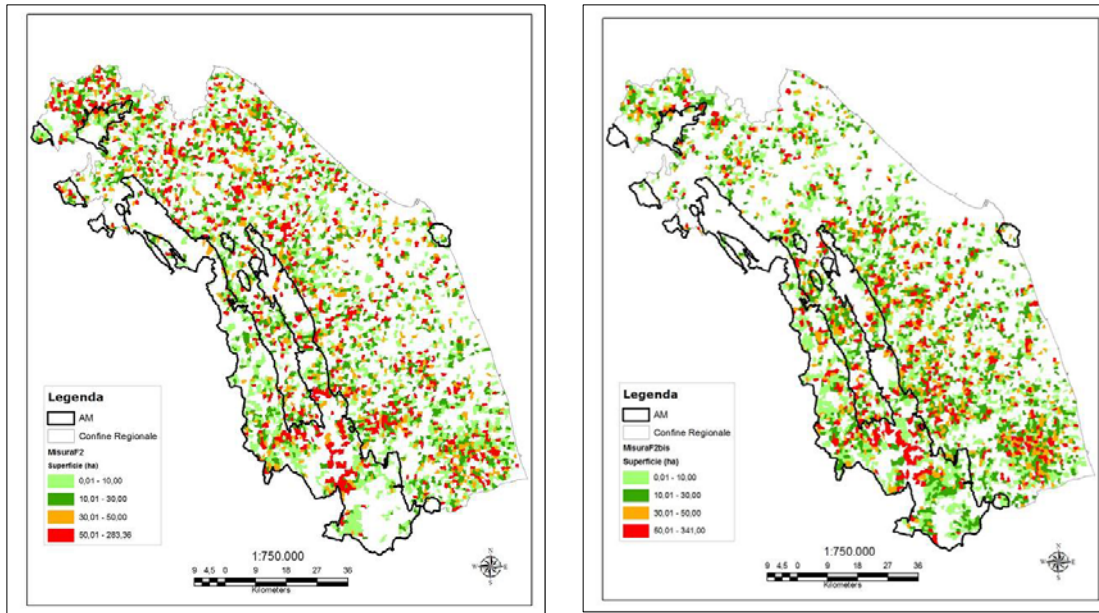 Legenda
AM
Confine Regionale
MisuraF2
Superficie (ha)
0,01 - 10,00
10,01 - 30,00
30,01 - 50,00
50,01 - 283,36
1:750.000
9 4,5 0 9 18 27 36
Kilometers
N
W E
S
Legenda
AM
Confine Regionale
MisuraF2bis
Superficie (ha)
0,01 - 10,00
10,01 - 30,00
30,01 - 50,00
50,01 - 341,00
1:750.000
9 4,5 0 9 18 27 36
Kilometers
N
W E
S